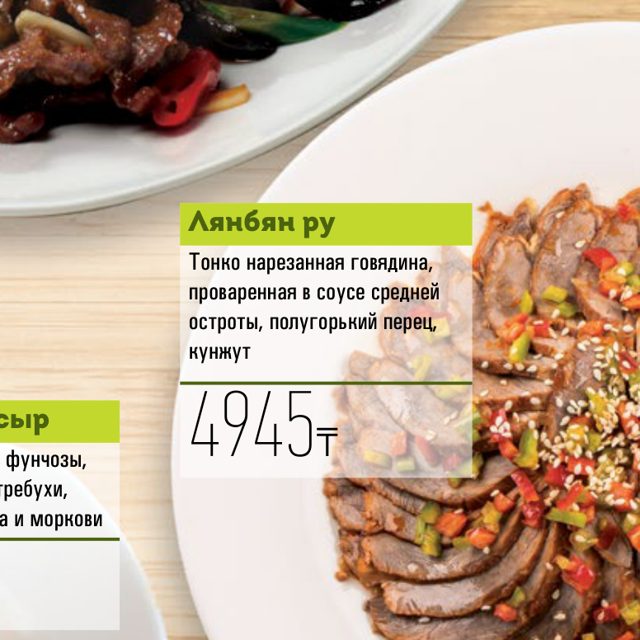 Лянбян ру
Тонко нарезанная говядина,
проваренная в соусе средней
остроты, полугорький перец,
кунжут
4945₸
сыр
фунчозы,
требухи,
а и моркови